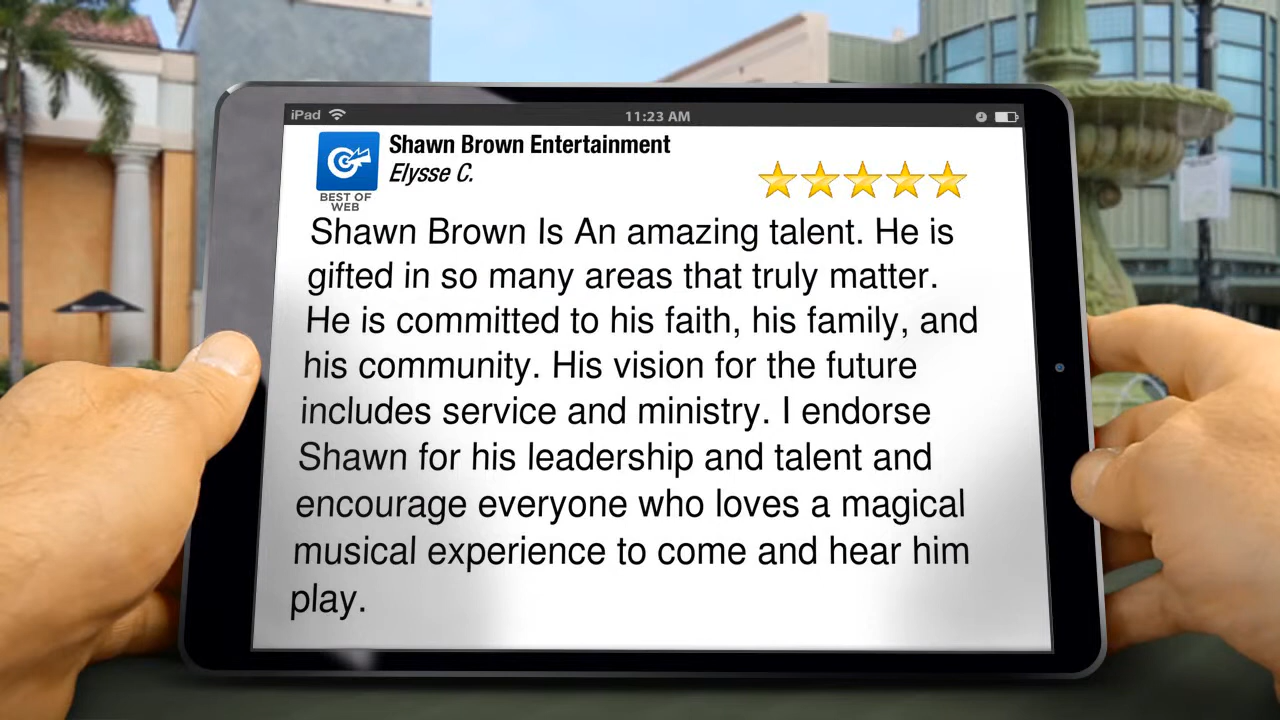 iPad
11:23 AM
Shawn Brown Entertainment
Elysse C.
BEST OF
WEB
Shawn Brown Is An amazing talent. He is
gifted in so many areas that truly matter.
He is committed to his faith, his family, and
his community. His vision for the future
includes service and ministry. I endorse
Shawn for his leadership and talent and
encourage everyone who loves a magical
musical experience to come and hear him
play.